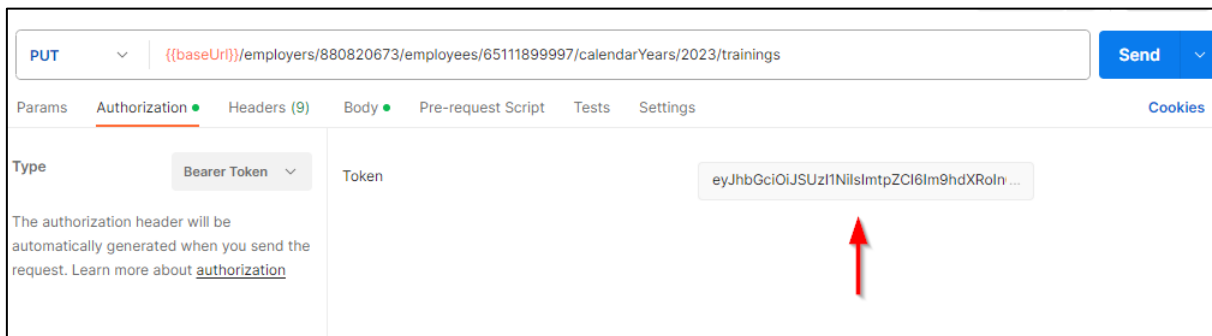 PUT {{baseUrl}}/employers/880820673/employees/65111899997/calendarYears/2023/trainings Send
Params Authorization Headers (9) Body Pre-request Script Tests Settings Cookies
Type Bearer Token Token eyJhbGciOiJSUzI1NiIsImtpZCI6Im9hdXRoIn...
The authorization header will be
automatically generated when you send the
request. Learn more about authorization